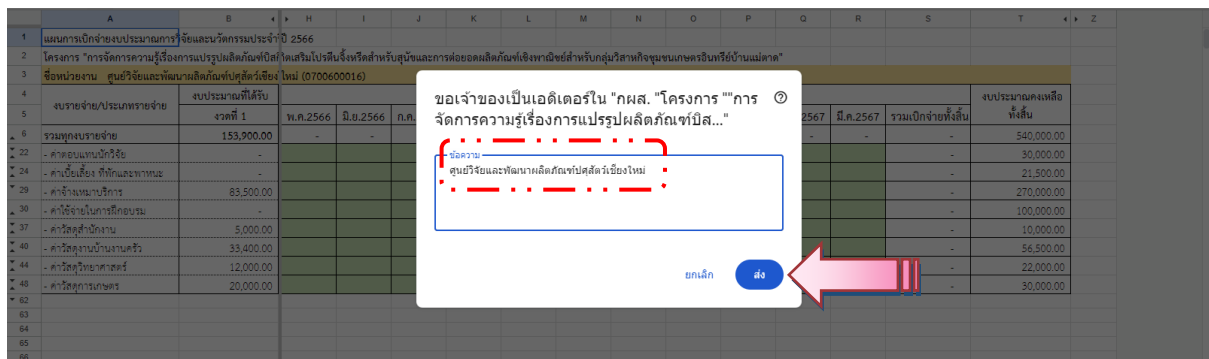 A B H I J K L M N O P Q R S T Z
1 แผนการเบิกจ่ายงบประมาณการวิจัยและนวัตกรรมประจำปี 2566
2 โครงการ "การจัดการความรู้เรื่องการแปรรูปผลิตภัณฑ์บิสกิตเสริมโปรตีนจิ้งหรีดสำหรับสุนัขและการต่อยอดผลิตภัณฑ์เชิงพาณิชย์สำหรับกลุ่มวิสาหกิจชุมชนเกษตรอินทรีย์บ้านแม่ตาด"
3 ชื่อหน่วยงาน ศูนย์วิจัยและพัฒนาผลิตภัณฑ์ปศุสัตว์เชียงใหม่ (0700600016)
4 งบรายจ่าย/ประเภทรายจ่าย งบประมาณที่ได้รับ งบประมาณคงเหลือ
5 งวดที่ 1 พ.ค.2566 มิ.ย.2566 ก.ค. 2567 มี.ค.2567 รวมเบิกจ่ายทั้งสิ้น ทั้งสิ้น
6 รวมทุกงบรายจ่าย 153,900.00 - - - - - 540,000.00
22 - ค่าตอบแทนนักวิจัย - - 30,000.00
24 - ค่าเบี้ยเลี้ยง ที่พักและพาหนะ - - 21,500.00
29 - ค่าจ้างเหมาบริการ 83,500.00 - 270,000.00
30 - ค่าใช้จ่ายในการฝึกอบรม - - 100,000.00
37 - ค่าวัสดุสำนักงาน 5,000.00 - 10,000.00
40 - ค่าวัสดุงานบ้านงานครัว 33,400.00 - 56,500.00
44 - ค่าวัสดุวิทยาศาสตร์ 12,000.00 - 22,000.00
48 - ค่าวัสดุการเกษตร 20,000.00 - 30,000.00
62
63
64
65
66
ขอเจ้าของเป็นเอดิเตอร์ใน "กผส. "โครงการ ""การ
จัดการความรู้เรื่องการแปรรูปผลิตภัณฑ์บิส..."
ข้อความ
ศูนย์วิจัยและพัฒนาผลิตภัณฑ์ปศุสัตว์เชียงใหม่
ยกเลิก ส่ง